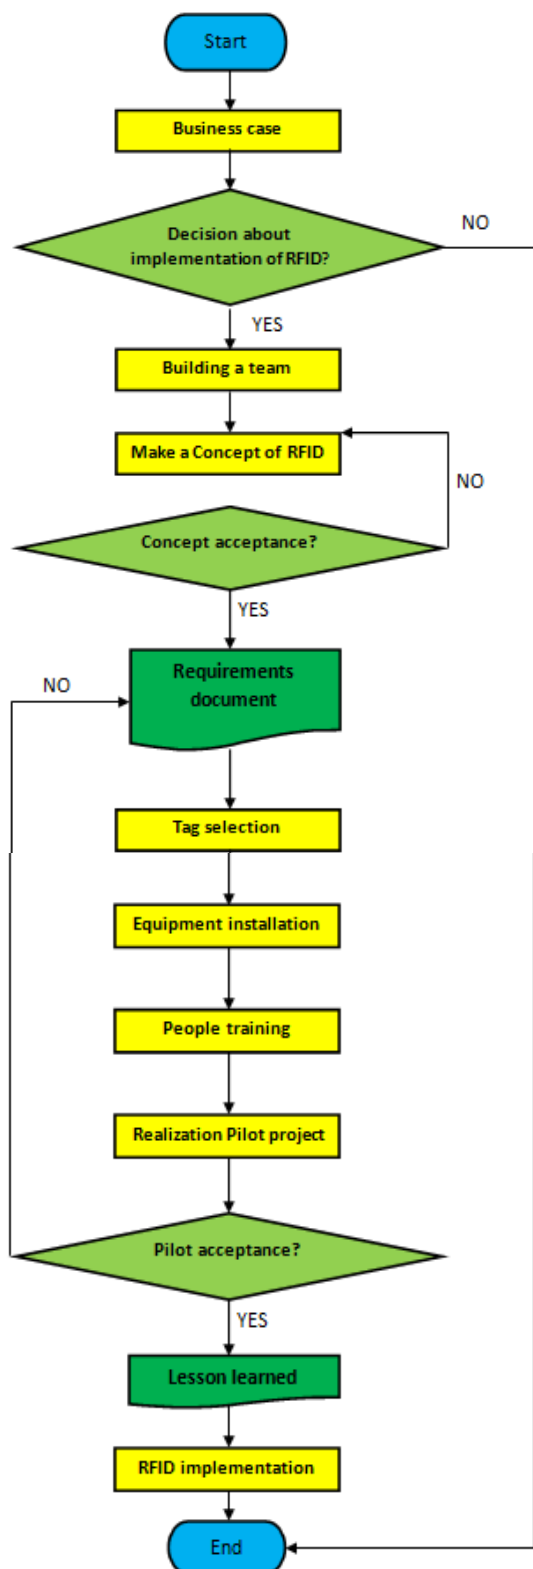 Start
Business case
Decision about
implementation of RFID?
NO
YES
Building a team
Make a Concept of RFID
NO
Concept acceptance?
YES
Requirements
document
NO
Tag selection
Equipment installation
People training
Realization Pilot project
Pilot acceptance?
YES
Lesson learned
RFID implementation
End